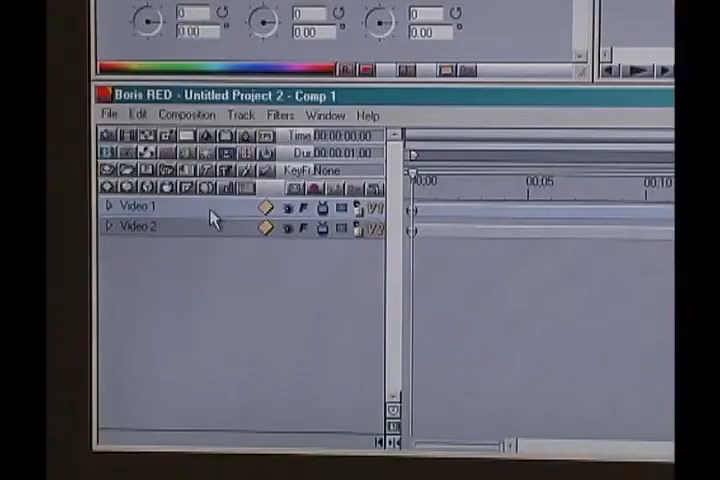 0 0 0
0.00 0.00 0.00
Boris RED - Untitled Project 2 - Comp 1
File Edit Composition Track Filters Window Help
Time 00:00:00;00
Dur 00:00:01;00
KeyFr None
00;00 00;05 00;10
Video 1 V1
Video 2 V2